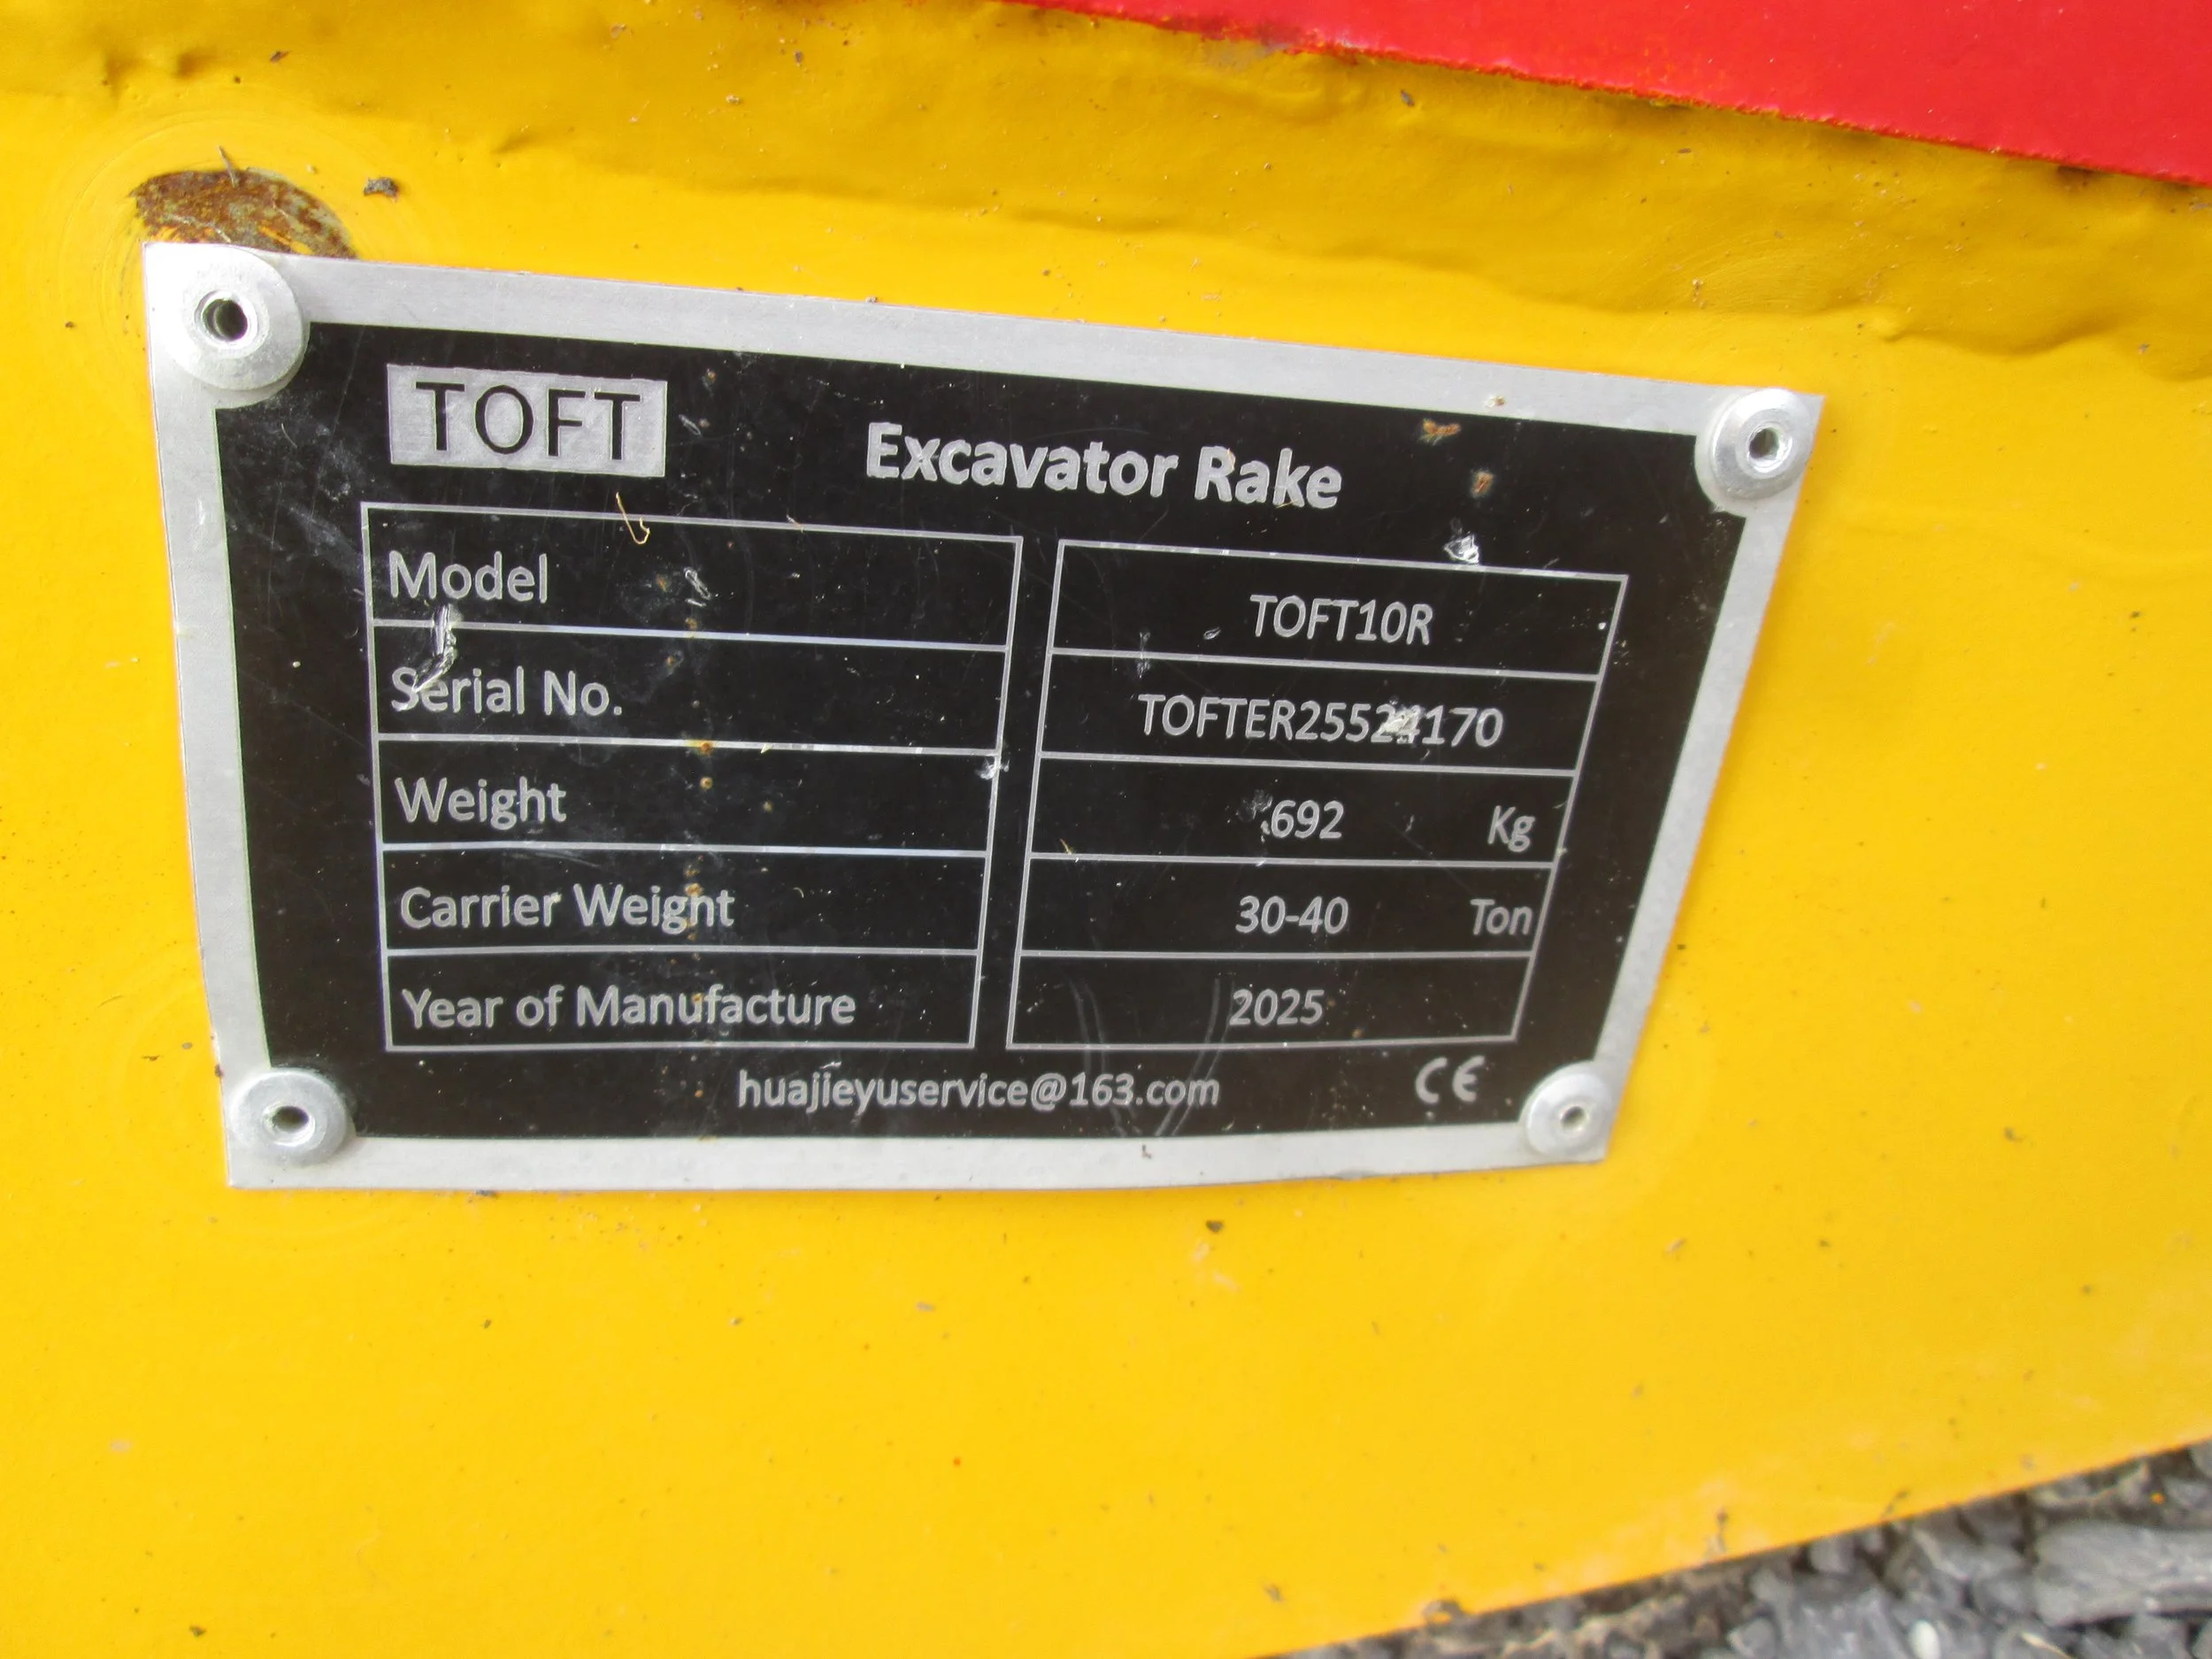 TOFT
Excavator Rake
Model TOFT10R
Serial No.
Weight 692 Kg
Carrier Weight 30-40 Ton
Year of Manufacture 2025
huajieyuservice@163.com CE